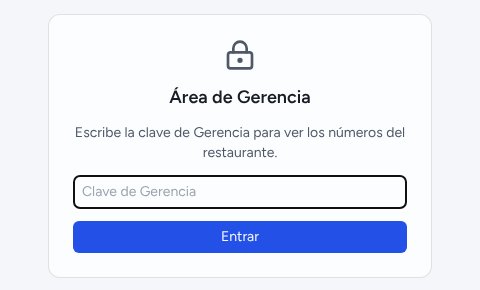 Área de Gerencia
Escribe la clave de Gerencia para ver los números del
restaurante.
Clave de Gerencia
Entrar